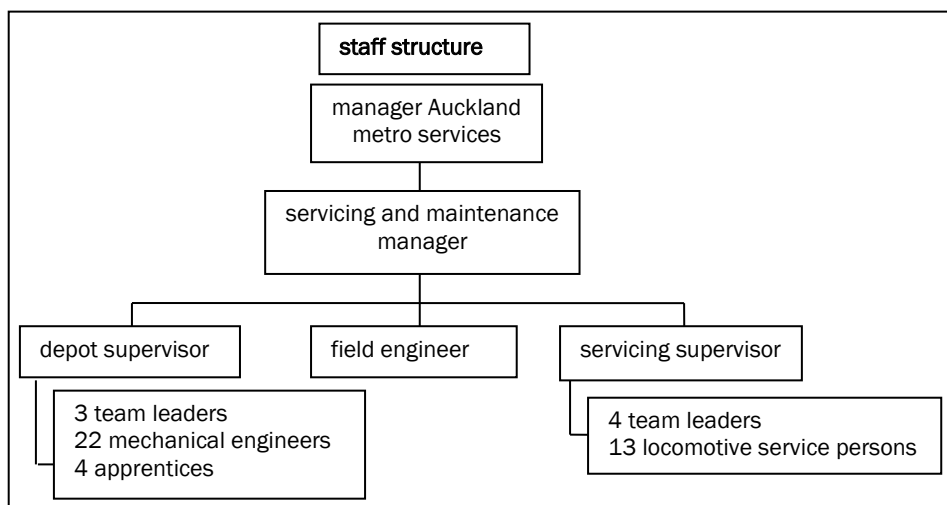 staff structure
manager Auckland
metro services
servicing and maintenance
manager
depot supervisor
field engineer
servicing supervisor
3 team leaders
22 mechanical engineers
4 apprentices
4 team leaders
13 locomotive service persons